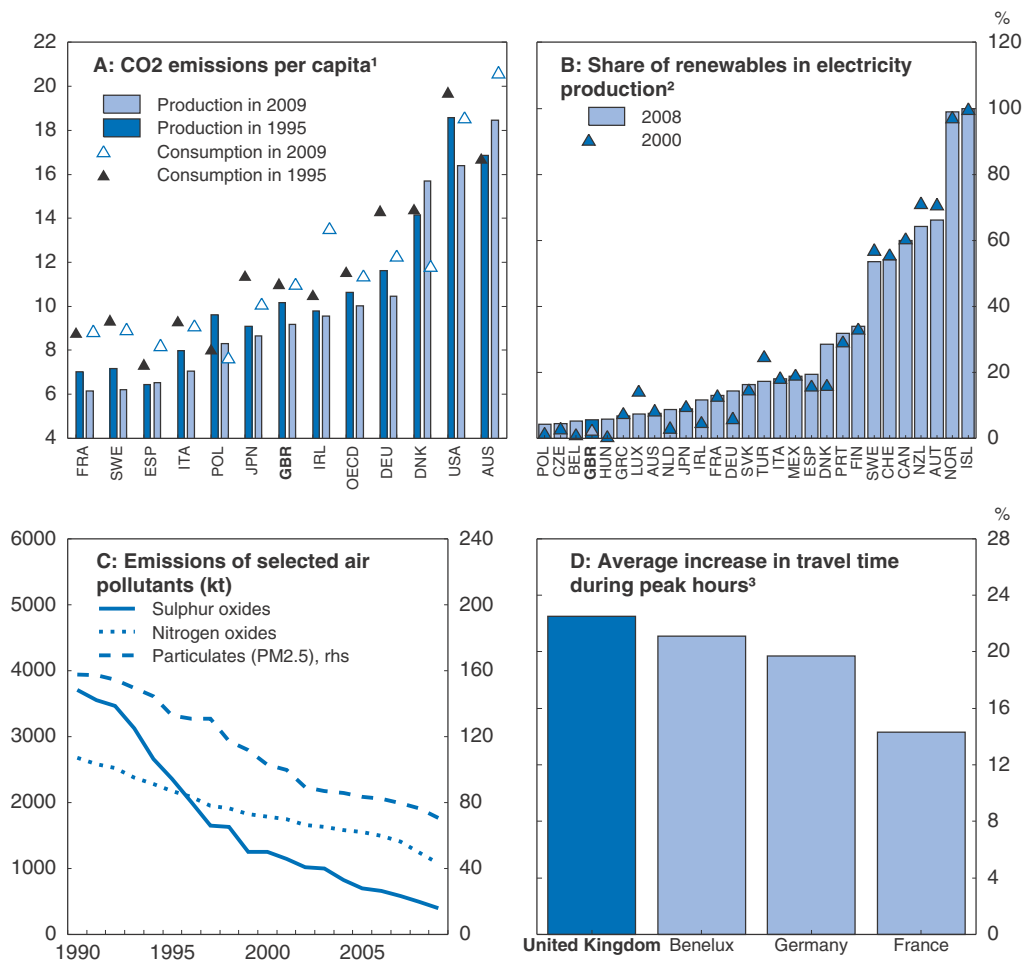 %
22
20
18
16
14
12
10
8
6
4
A: CO2 emissions per capita¹
Production in 2009
Production in 1995
Consumption in 2009
Consumption in 1995
FRA SWE ESP ITA POL JPN GBR IRL OECD DEU DNK USA AUS
B: Share of renewables in electricity
production²
2008
2000
120
100
80
60
40
20
0
POL CZE BEL GBR HUN GRC LUX AUS NLD JPN IRL FRA DEU SVK TUR ITA MEX ESP DNK PRT FIN SWE CHE CAN NZL AUT NOR ISL
6000
5000
4000
3000
2000
1000
0
C: Emissions of selected air
pollutants (kt)
Sulphur oxides
Nitrogen oxides
Particulates (PM2.5), rhs
240
200
160
120
80
40
0
1990 1995 2000 2005
%
D: Average increase in travel time
during peak hours³
28
24
20
16
12
8
4
0
United Kingdom Benelux Germany France